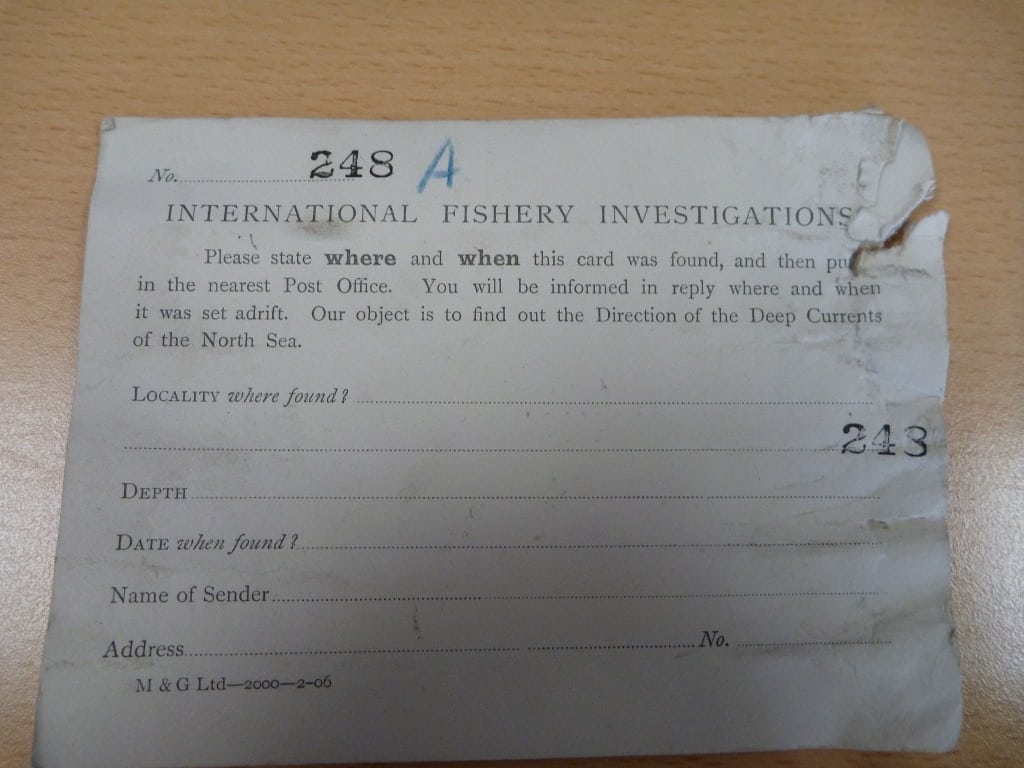 No. 248 A
INTERNATIONAL FISHERY INVESTIGATIONS
Please state where and when this card was found, and then pu
in the nearest Post Office. You will be informed in reply where and when
it was set adrift. Our object is to find out the Direction of the Deep Currents
of the North Sea.
LOCALITY where found?
248
DEPTH
DATE when found?
Name of Sender
Address No.
M & G Ltd—2000—2-06